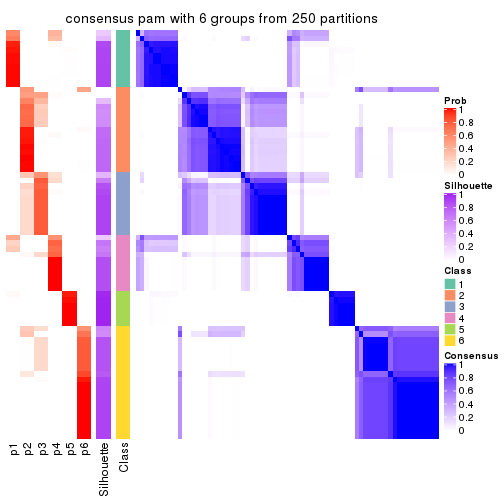 consensus pam with 6 groups from 250 partitions
Prob
1
0.8
0.6
0.4
0.2
0
Silhouette
1
0.8
0.6
0.4
0.2
0
Class
1
2
3
4
5
6
Consensus
1
0.8
0.6
0.4
0.2
0
p1
p2
p3
p4
p5
p6
Silhouette
Class